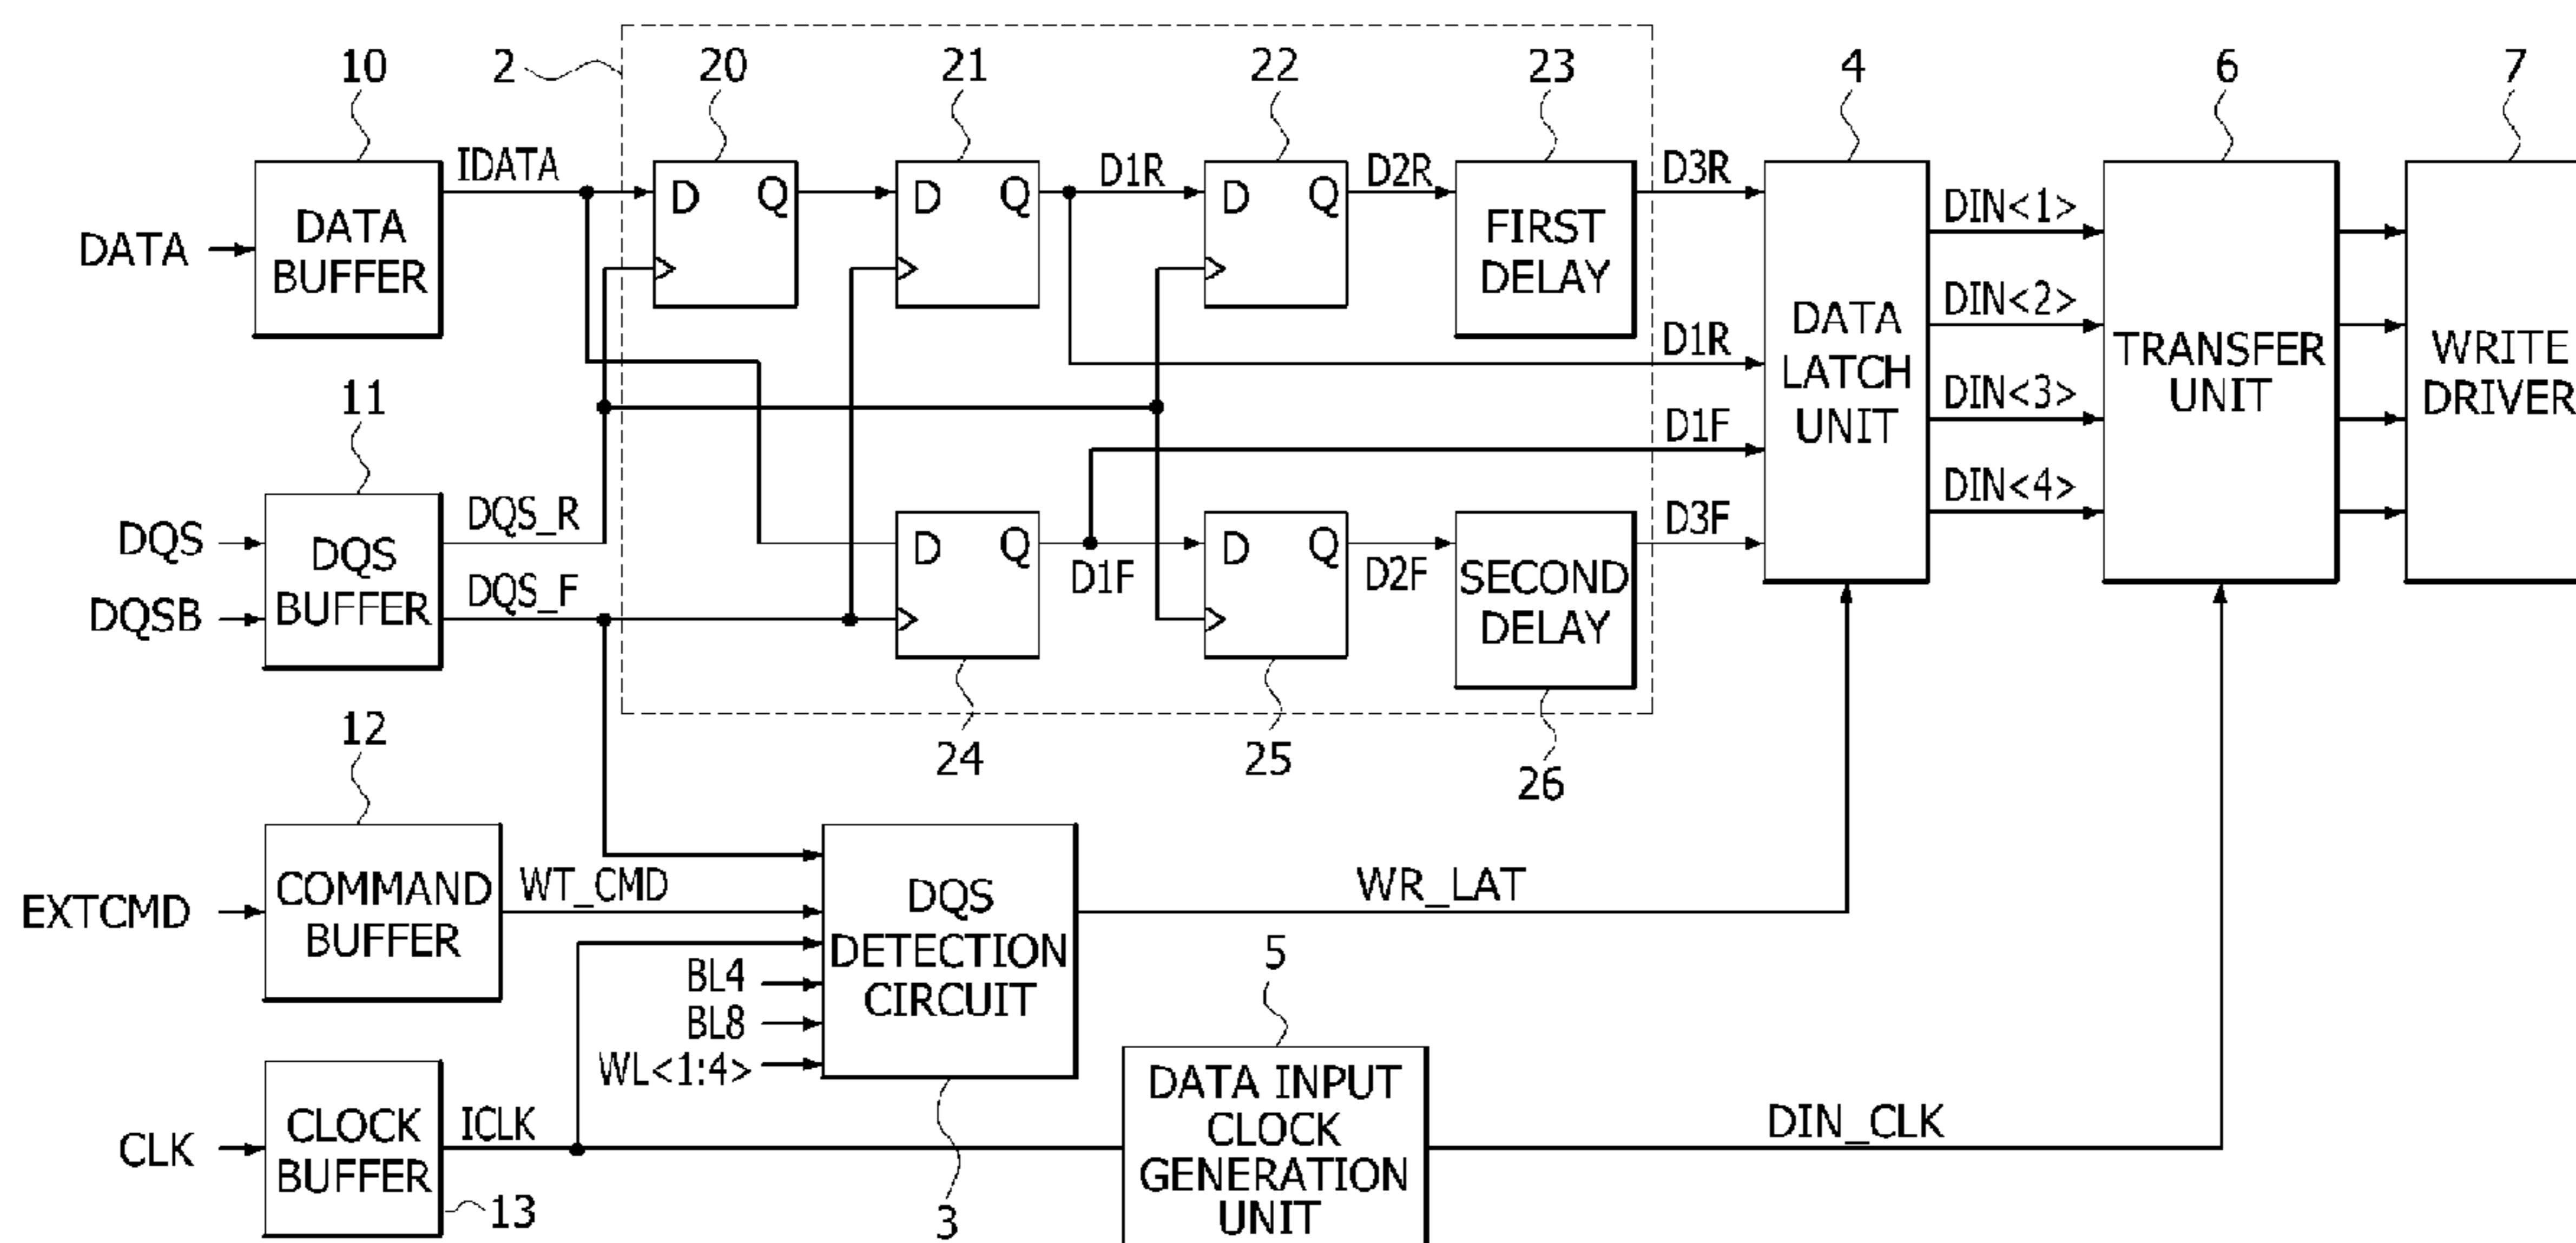 2
10
20
21
22
23
4
6
7
DATA
DATA
BUFFER
IDATA
D Q
D Q
D1R
D Q
D2R
FIRST
DELAY
D3R
D1R
D1F
D3F
DATA
LATCH
UNIT
DIN<1>
DIN<2>
DIN<3>
DIN<4>
TRANSFER
UNIT
WRITE
DRIVER
11
DQS
DQSB
DQS
BUFFER
DQS_R
DQS_F
D Q
D1F
D Q
D2F
SECOND
DELAY
24
25
26
12
EXTCMD
COMMAND
BUFFER
WT_CMD
BL4
BL8
WL<1:4>
DQS
DETECTION
CIRCUIT
3
WR_LAT
CLK
CLOCK
BUFFER
13
ICLK
5
DATA INPUT
CLOCK
GENERATION
UNIT
DIN_CLK